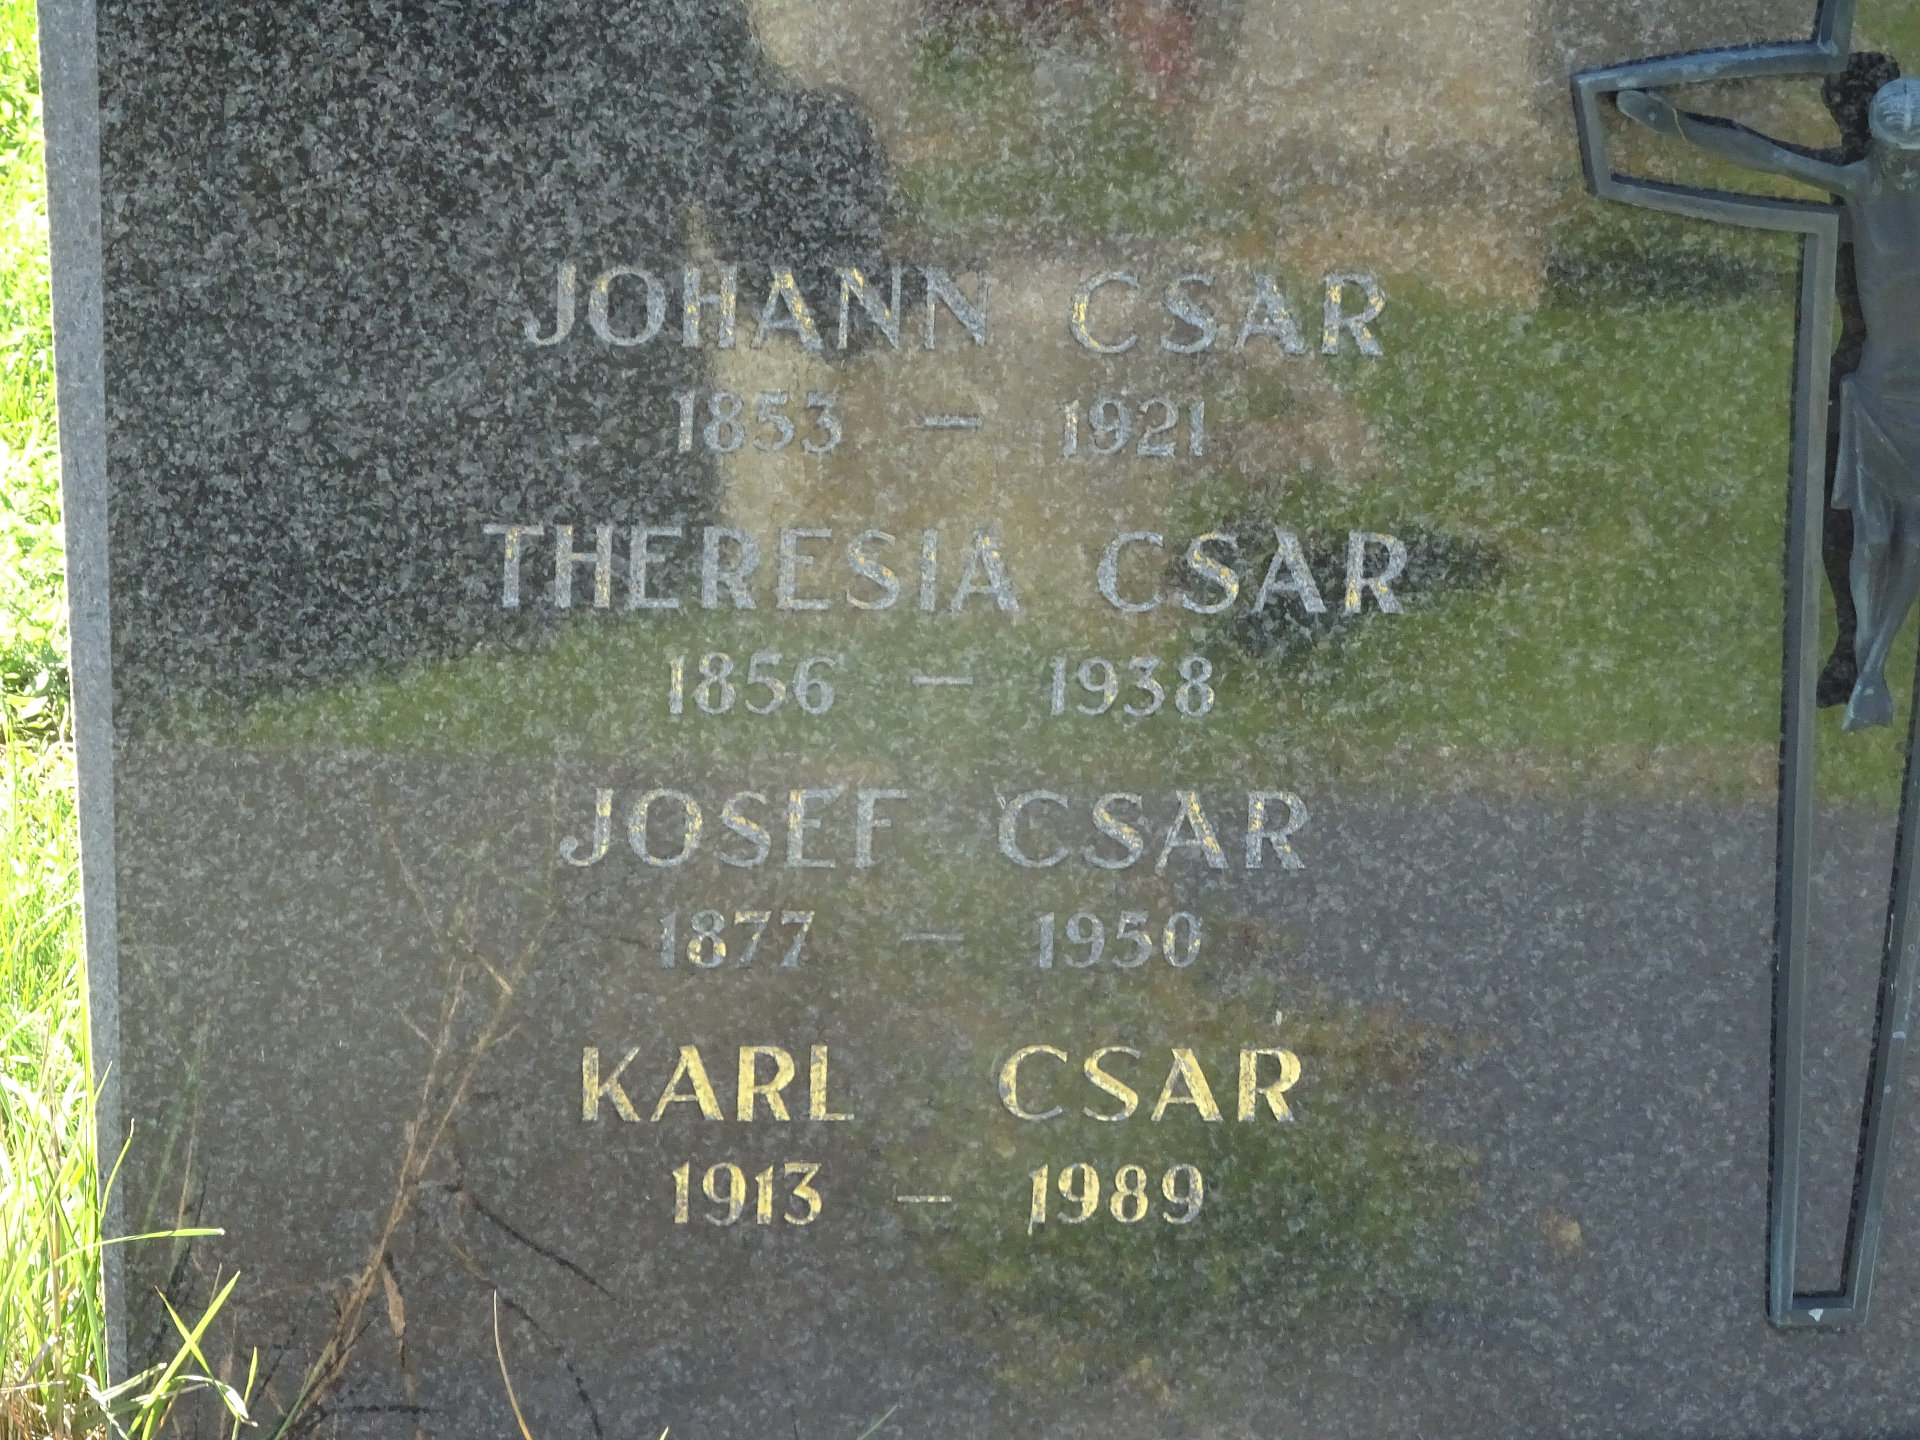 JOHANN CSAR
1853 – 1921
THERESIA CSAR
1856 – 1938
JOSEF CSAR
1877 – 1950
KARL CSAR
1913 – 1989